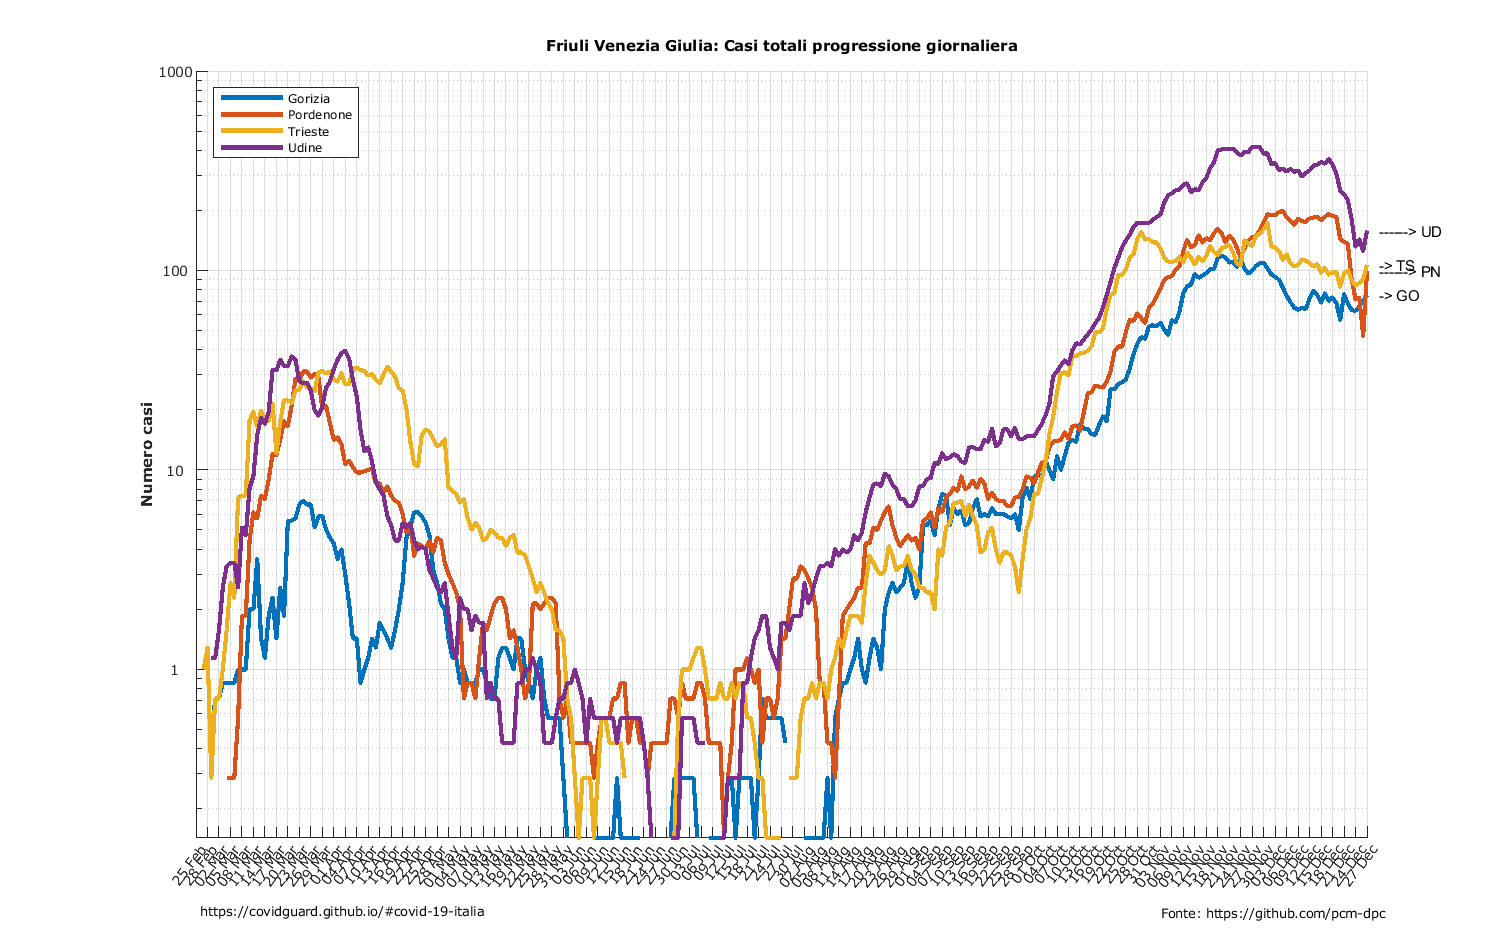 Friuli Venezia Giulia: Casi totali progressione giornaliera
1000
100
10
1
Numero casi
Gorizia
Pordenone
Trieste
Udine
------> UD
-> TS
------> PN
-> GO
25 Feb
28 Feb
02 Mar
05 Mar
08 Mar
11 Mar
14 Mar
17 Mar
20 Mar
23 Mar
26 Mar
29 Mar
01 Apr
04 Apr
07 Apr
10 Apr
13 Apr
16 Apr
19 Apr
22 Apr
25 Apr
28 Apr
01 May
04 May
07 May
10 May
13 May
16 May
19 May
22 May
25 May
28 May
31 May
03 Jun
06 Jun
09 Jun
12 Jun
15 Jun
18 Jun
21 Jun
24 Jun
27 Jun
30 Jun
03 Jul
06 Jul
09 Jul
12 Jul
15 Jul
18 Jul
21 Jul
24 Jul
27 Jul
30 Jul
02 Aug
05 Aug
08 Aug
11 Aug
14 Aug
17 Aug
20 Aug
23 Aug
26 Aug
29 Aug
01 Sep
04 Sep
07 Sep
10 Sep
13 Sep
16 Sep
19 Sep
22 Sep
25 Sep
28 Sep
01 Oct
04 Oct
07 Oct
10 Oct
13 Oct
16 Oct
19 Oct
22 Oct
25 Oct
28 Oct
31 Oct
03 Nov
06 Nov
09 Nov
12 Nov
15 Nov
18 Nov
21 Nov
24 Nov
27 Nov
30 Nov
03 Dec
06 Dec
09 Dec
12 Dec
15 Dec
18 Dec
21 Dec
24 Dec
27 Dec
https://covidguard.github.io/#covid-19-italia
Fonte: https://github.com/pcm-dpc